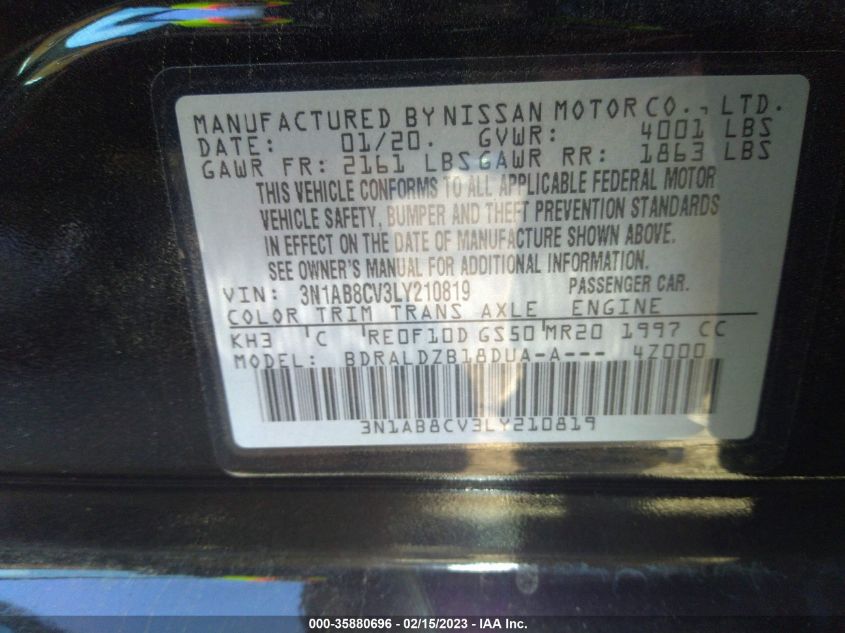 MANUFACTURED BY NISSAN MOTOR CO., LTD.
DATE: 01/20. GVWR: 4001 LBS
GAWR FR: 2161 LBS GAWR RR: 1863 LBS
THIS VEHICLE CONFORMS TO ALL APPLICABLE FEDERAL MOTOR
VEHICLE SAFETY, BUMPER AND THEFT PREVENTION STANDARDS
IN EFFECT ON THE DATE OF MANUFACTURE SHOWN ABOVE.
SEE OWNER'S MANUAL FOR ADDITIONAL INFORMATION.
VIN: 3N1AB8CV3LY210819 PASSENGER CAR.
COLOR TRIM TRANS AXLE ENGINE
KH3 C RE0F10D GS50 MR20 1997 CC
MODEL: BDRALDZB18DUA-A--- 4Z000
3N1AB8CV3LY210819
000-35880696 - 02/15/2023 - IAA Inc.